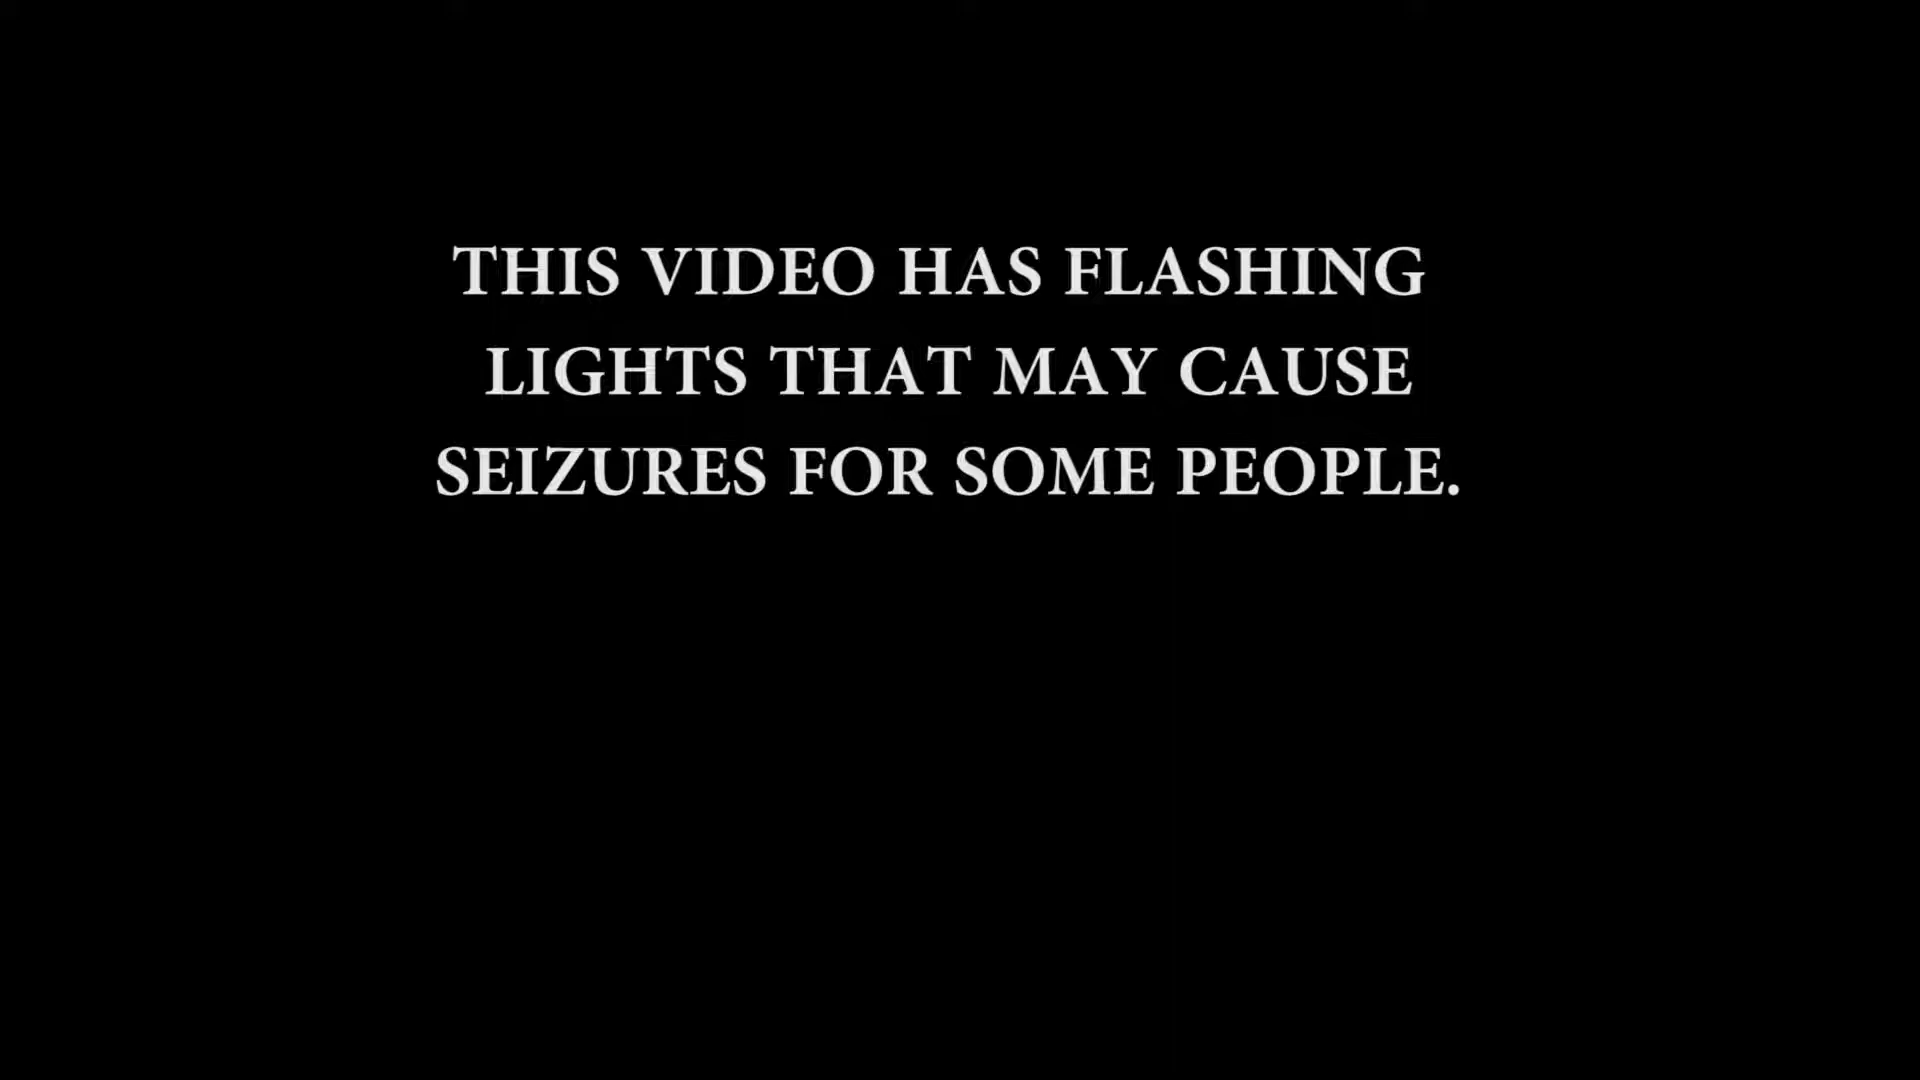 THIS VIDEO HAS FLASHING
LIGHTS THAT MAY CAUSE
SEIZURES FOR SOME PEOPLE.